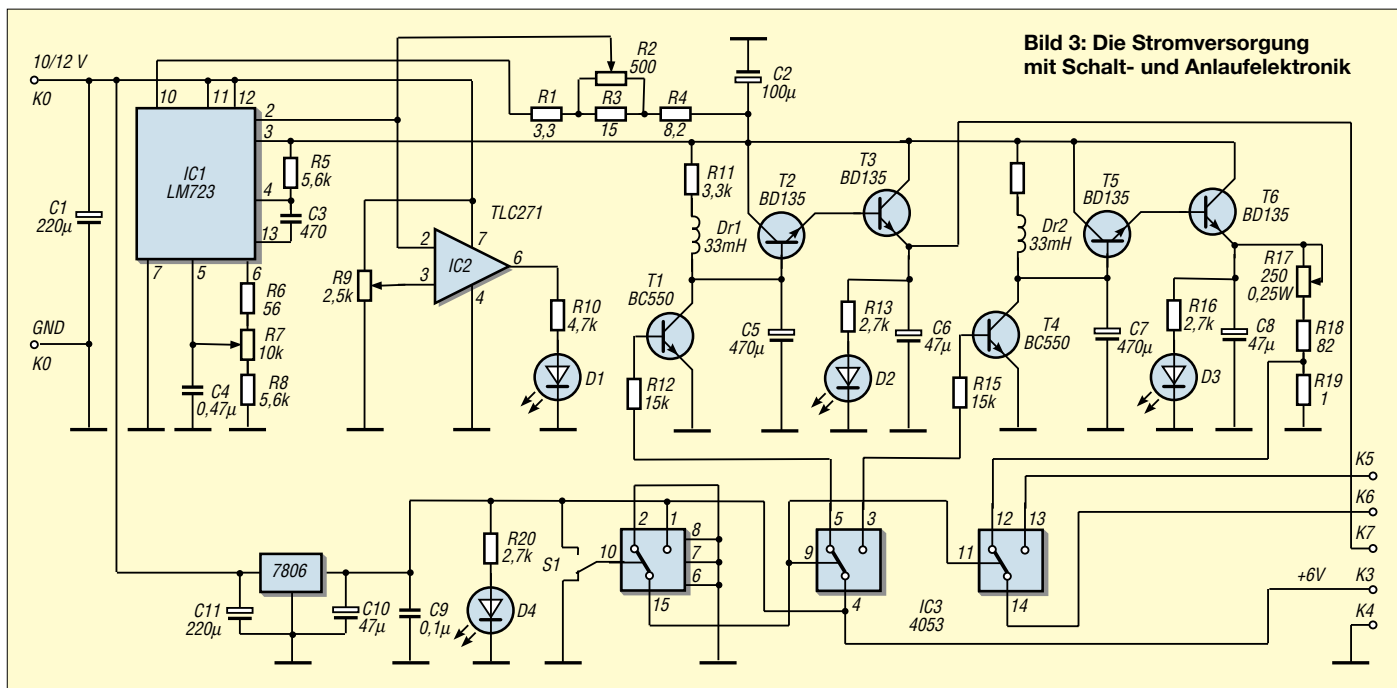 Bild 3: Die Stromversorgung
mit Schalt- und Anlaufelektronik
10/12 V
K0
GND
K0
C1
220µ
10
11
12
2
3
4
13
7
5
6
IC1
LM723
R5
5,6k
C3
470
R6
56
R7
10k
R8
5,6k
C4
0,47µ
R9
2,5k
TLC271
2
3
7
6
4
IC2
R10
4,7k
D1
R1
3,3
R2
500
R3
15
R4
8,2
C2
100µ
R11
3,3k
Dr1
33mH
T1
BC550
R12
15k
T2
BD135
C5
470µ
T3
BD135
R13
2,7k
D2
C6
47µ
Dr2
33mH
T4
BC550
R15
15k
T5
BD135
C7
470µ
T6
BD135
R16
2,7k
D3
C8
47µ
R17
250
0,25W
R18
82
R19
1
7806
C11
220µ
C10
47µ
C9
0,1µ
R20
2,7k
D4
S1
2
1
10
8
7
6
15
5
3
9
4
12
13
11
14
IC3
4053
+6V
K5
K6
K7
K3
K4